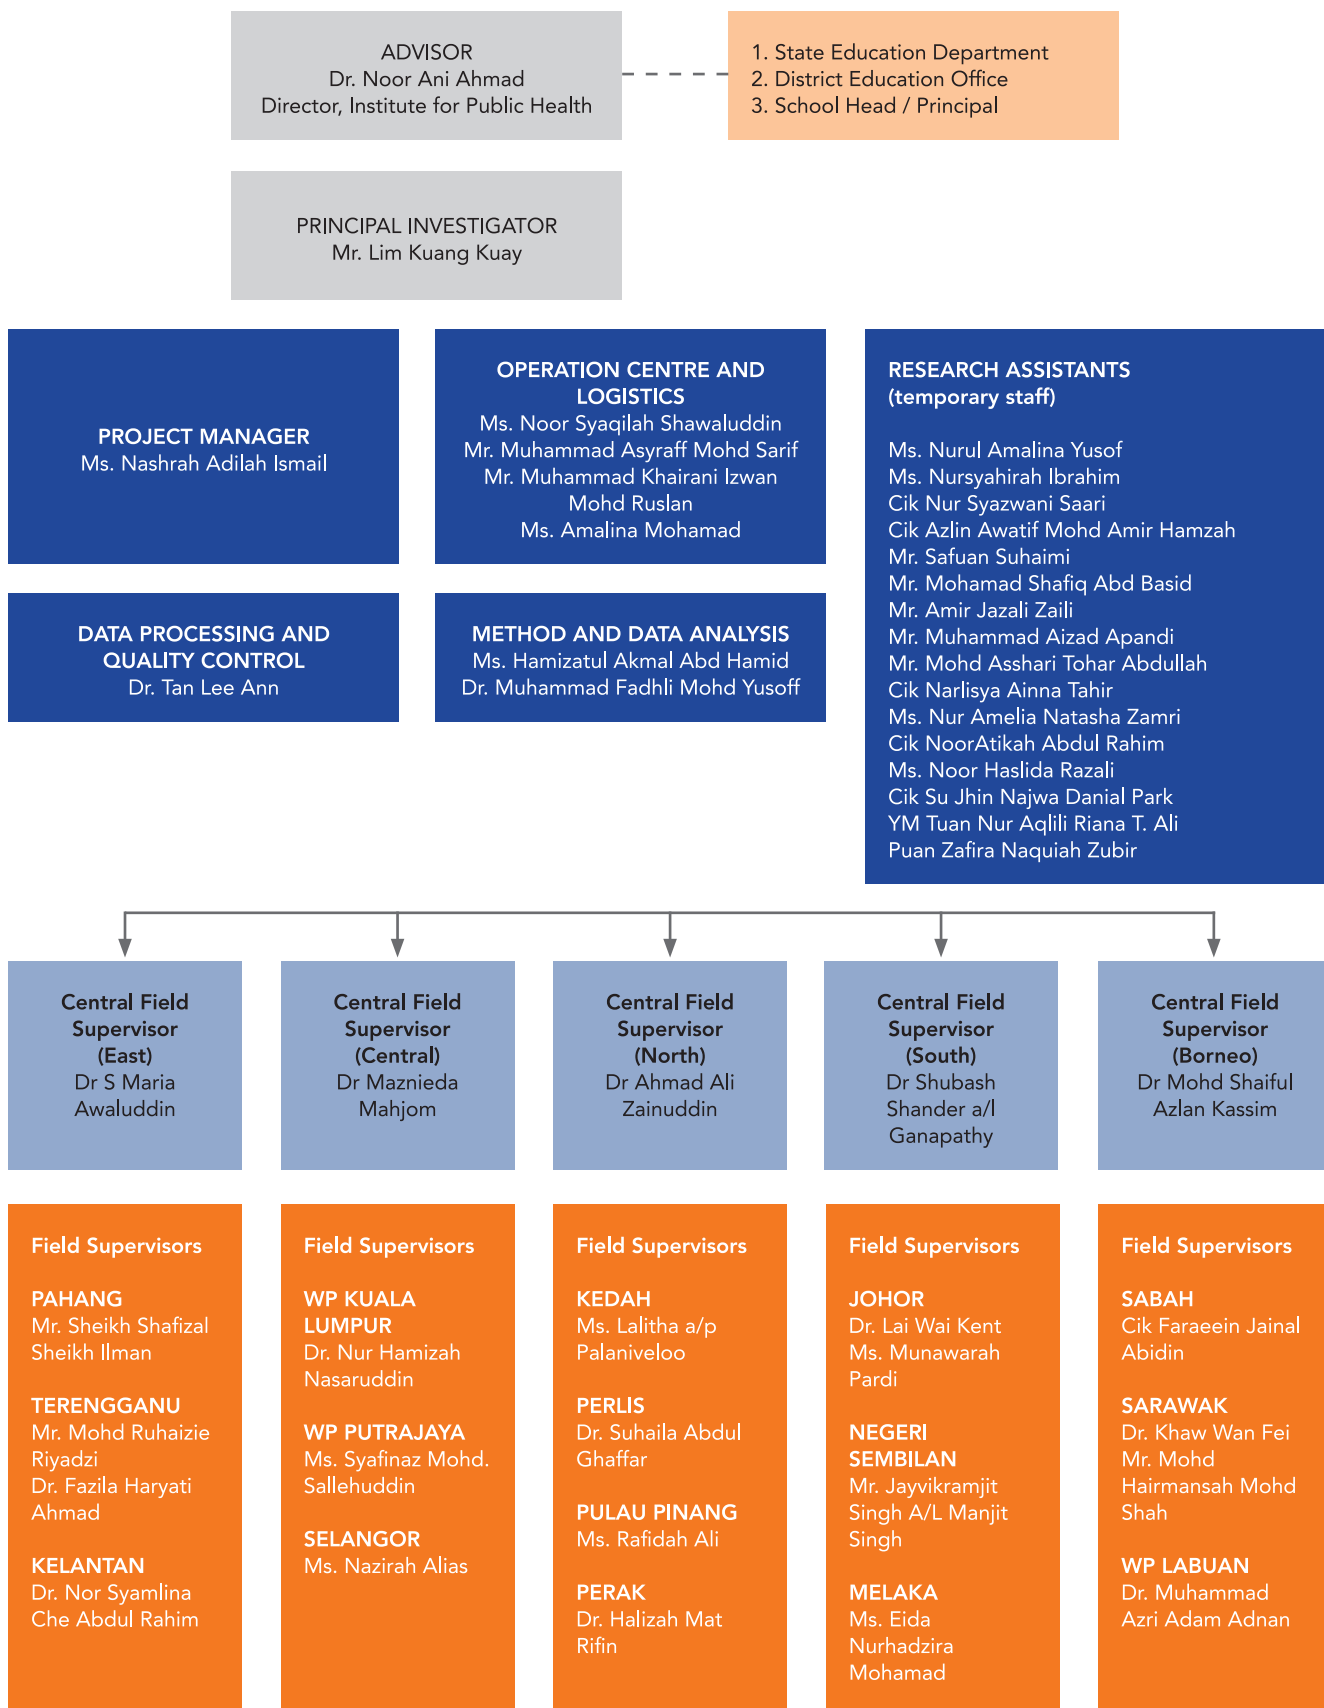 ADVISOR
Dr. Noor Ani Ahmad
Director, Institute for Public Health
1. State Education Department
2. District Education Office
3. School Head / Principal
PRINCIPAL INVESTIGATOR
Mr. Lim Kuang Kuay
PROJECT MANAGER
Ms. Nashrah Adilah Ismail
OPERATION CENTRE AND
LOGISTICS
Ms. Noor Syaqilah Shawaluddin
Mr. Muhammad Asyraff Mohd Sarif
Mr. Muhammad Khairani Izwan
Mohd Ruslan
Ms. Amalina Mohamad
RESEARCH ASSISTANTS
(temporary staff)
Ms. Nurul Amalina Yusof
Ms. Nursyahirah Ibrahim
Cik Nur Syazwani Saari
Cik Azlin Awatif Mohd Amir Hamzah
Mr. Safuan Suhaimi
Mr. Mohamad Shafiq Abd Basid
Mr. Amir Jazali Zaili
Mr. Muhammad Aizad Apandi
Mr. Mohd Asshari Tohar Abdullah
Cik Narlisya Ainna Tahir
Ms. Nur Amelia Natasha Zamri
Cik NoorAtikah Abdul Rahim
Ms. Noor Haslida Razali
Cik Su Jhin Najwa Danial Park
YM Tuan Nur Aqlili Riana T. Ali
Puan Zafira Naquiah Zubir
DATA PROCESSING AND
QUALITY CONTROL
Dr. Tan Lee Ann
METHOD AND DATA ANALYSIS
Ms. Hamizatul Akmal Abd Hamid
Dr. Muhammad Fadhli Mohd Yusoff
Central Field
Supervisor
(East)
Dr S Maria
Awaluddin
Central Field
Supervisor
(Central)
Dr Maznieda
Mahjom
Central Field
Supervisor
(North)
Dr Ahmad Ali
Zainuddin
Central Field
Supervisor
(South)
Dr Shubash
Shander a/l
Ganapathy
Central Field
Supervisor
(Borneo)
Dr Mohd Shaiful
Azlan Kassim
Field Supervisors
PAHANG
Mr. Sheikh Shafizal
Sheikh Ilman
TERENGGANU
Mr. Mohd Ruhaizie
Riyadzi
Dr. Fazila Haryati
Ahmad
KELANTAN
Dr. Nor Syamlina
Che Abdul Rahim
Field Supervisors
WP KUALA
LUMPUR
Dr. Nur Hamizah
Nasaruddin
WP PUTRAJAYA
Ms. Syafinaz Mohd.
Sallehuddin
SELANGOR
Ms. Nazirah Alias
Field Supervisors
KEDAH
Ms. Lalitha a/p
Palaniveloo
PERLIS
Dr. Suhaila Abdul
Ghaffar
PULAU PINANG
Ms. Rafidah Ali
PERAK
Dr. Halizah Mat
Rifin
Field Supervisors
JOHOR
Dr. Lai Wai Kent
Ms. Munawarah
Pardi
NEGERI
SEMBILAN
Mr. Jayvikramjit
Singh A/L Manjit
Singh
MELAKA
Ms. Eida
Nurhadzira
Mohamad
Field Supervisors
SABAH
Cik Faraeein Jainal
Abidin
SARAWAK
Dr. Khaw Wan Fei
Mr. Mohd
Hairmansah Mohd
Shah
WP LABUAN
Dr. Muhammad
Azri Adam Adnan